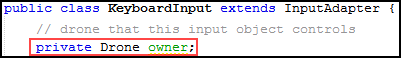 public class KeyboardInput extends InputAdapter {
// drone that this input object controls
private Drone owner;